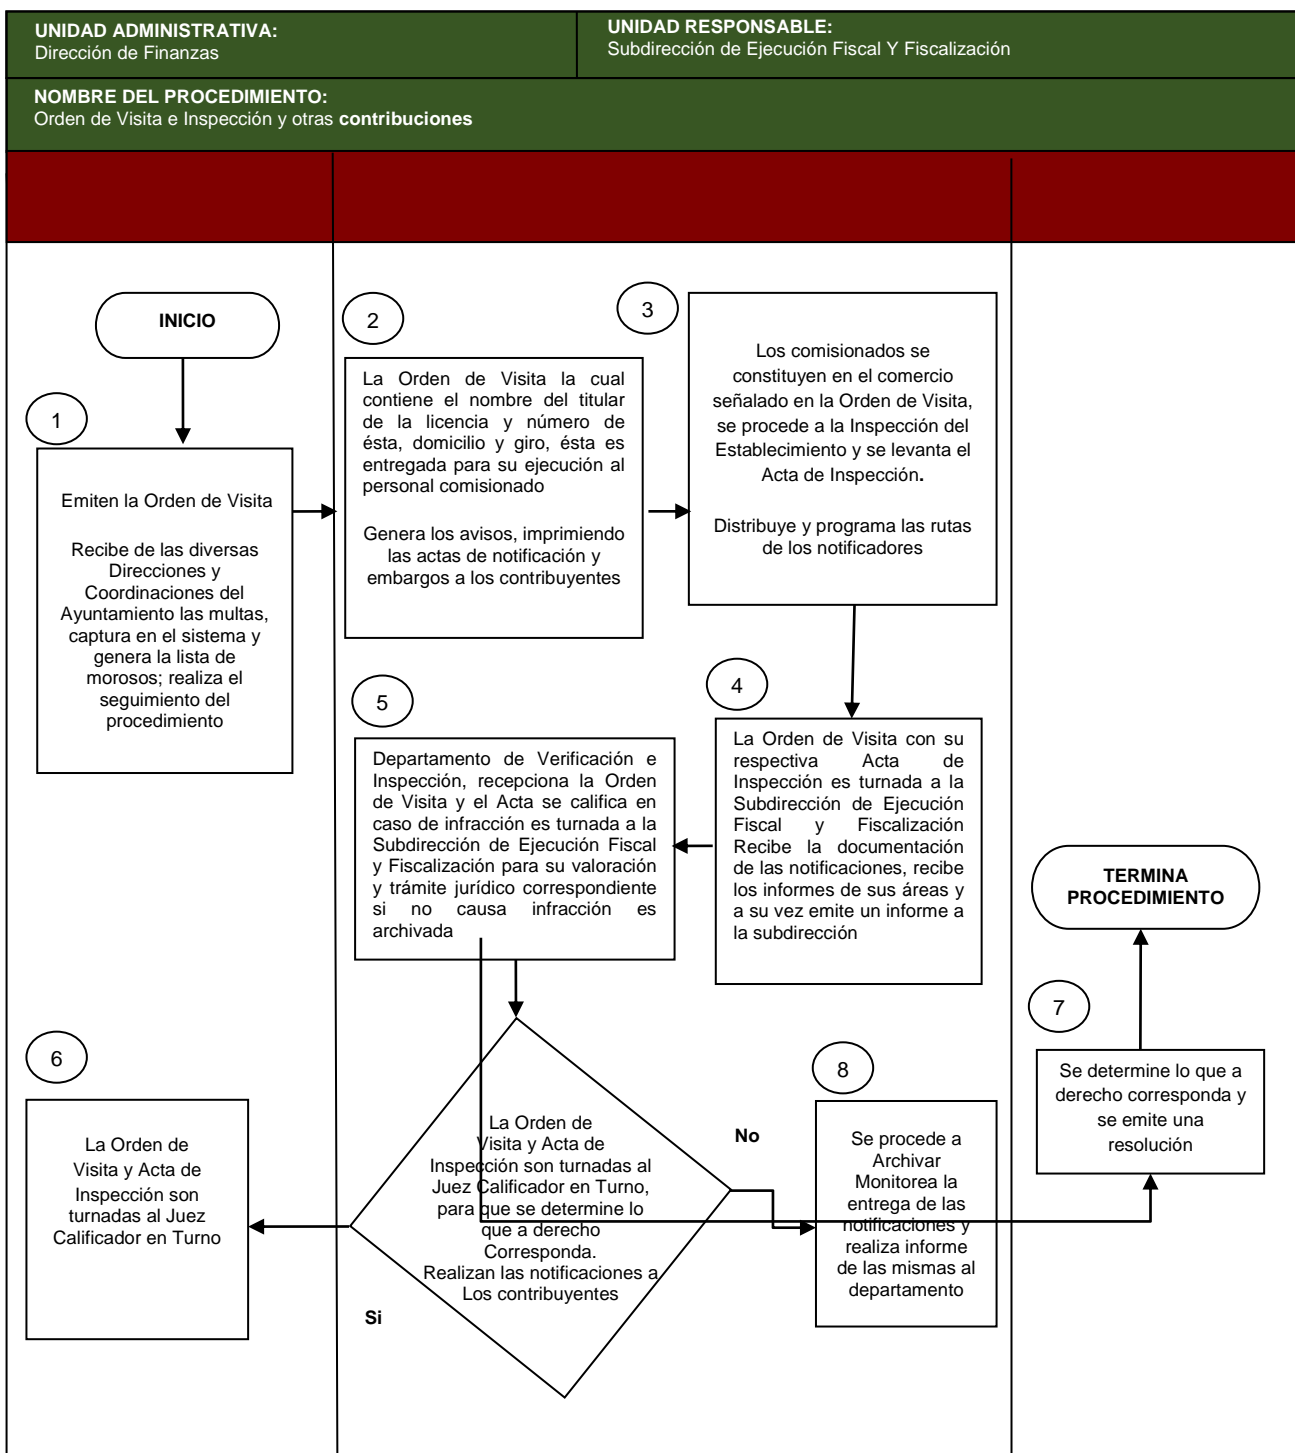 UNIDAD ADMINISTRATIVA:
Dirección de Finanzas
UNIDAD RESPONSABLE:
Subdirección de Ejecución Fiscal Y Fiscalización
NOMBRE DEL PROCEDIMIENTO:
Orden de Visita e Inspección y otras contribuciones
INICIO
1
Emiten la Orden de Visita
Recibe de las diversas
Direcciones y
Coordinaciones del
Ayuntamiento las multas,
captura en el sistema y
genera la lista de
morosos; realiza el
seguimiento del
procedimiento
2
La Orden de Visita la cual
contiene el nombre del titular
de la licencia y número de
ésta, domicilio y giro, ésta es
entregada para su ejecución al
personal comisionado
Genera los avisos, imprimiendo
las actas de notificación y
embargos a los contribuyentes
3
Los comisionados se
constituyen en el comercio
señalado en la Orden de Visita,
se procede a la Inspección del
Establecimiento y se levanta el
Acta de Inspección.
Distribuye y programa las rutas
de los notificadores
4
La Orden de Visita con su
respectiva Acta de
Inspección es turnada a la
Subdirección de Ejecución
Fiscal y Fiscalización
Recibe la documentación
de las notificaciones, recibe
los informes de sus áreas y
a su vez emite un informe a
la subdirección
5
Departamento de Verificación e
Inspección, recepciona la Orden
de Visita y el Acta se califica en
caso de infracción es turnada a la
Subdirección de Ejecución Fiscal
y Fiscalización para su valoración
y trámite jurídico correspondiente
si no causa infracción es
archivada
La Orden de
Visita y Acta de
Inspección son turnadas al
Juez Calificador en Turno,
para que se determine lo
que a derecho
Corresponda.
Realizan las notificaciones a
Los contribuyentes
Si
No
6
La Orden de
Visita y Acta de
Inspección son
turnadas al Juez
Calificador en Turno
8
Se procede a
Archivar
Monitorea la
entrega de las
notificaciones y
realiza informe
de las mismas al
departamento
7
Se determine lo que a
derecho corresponda y
se emite una
resolución
TERMINA
PROCEDIMIENTO